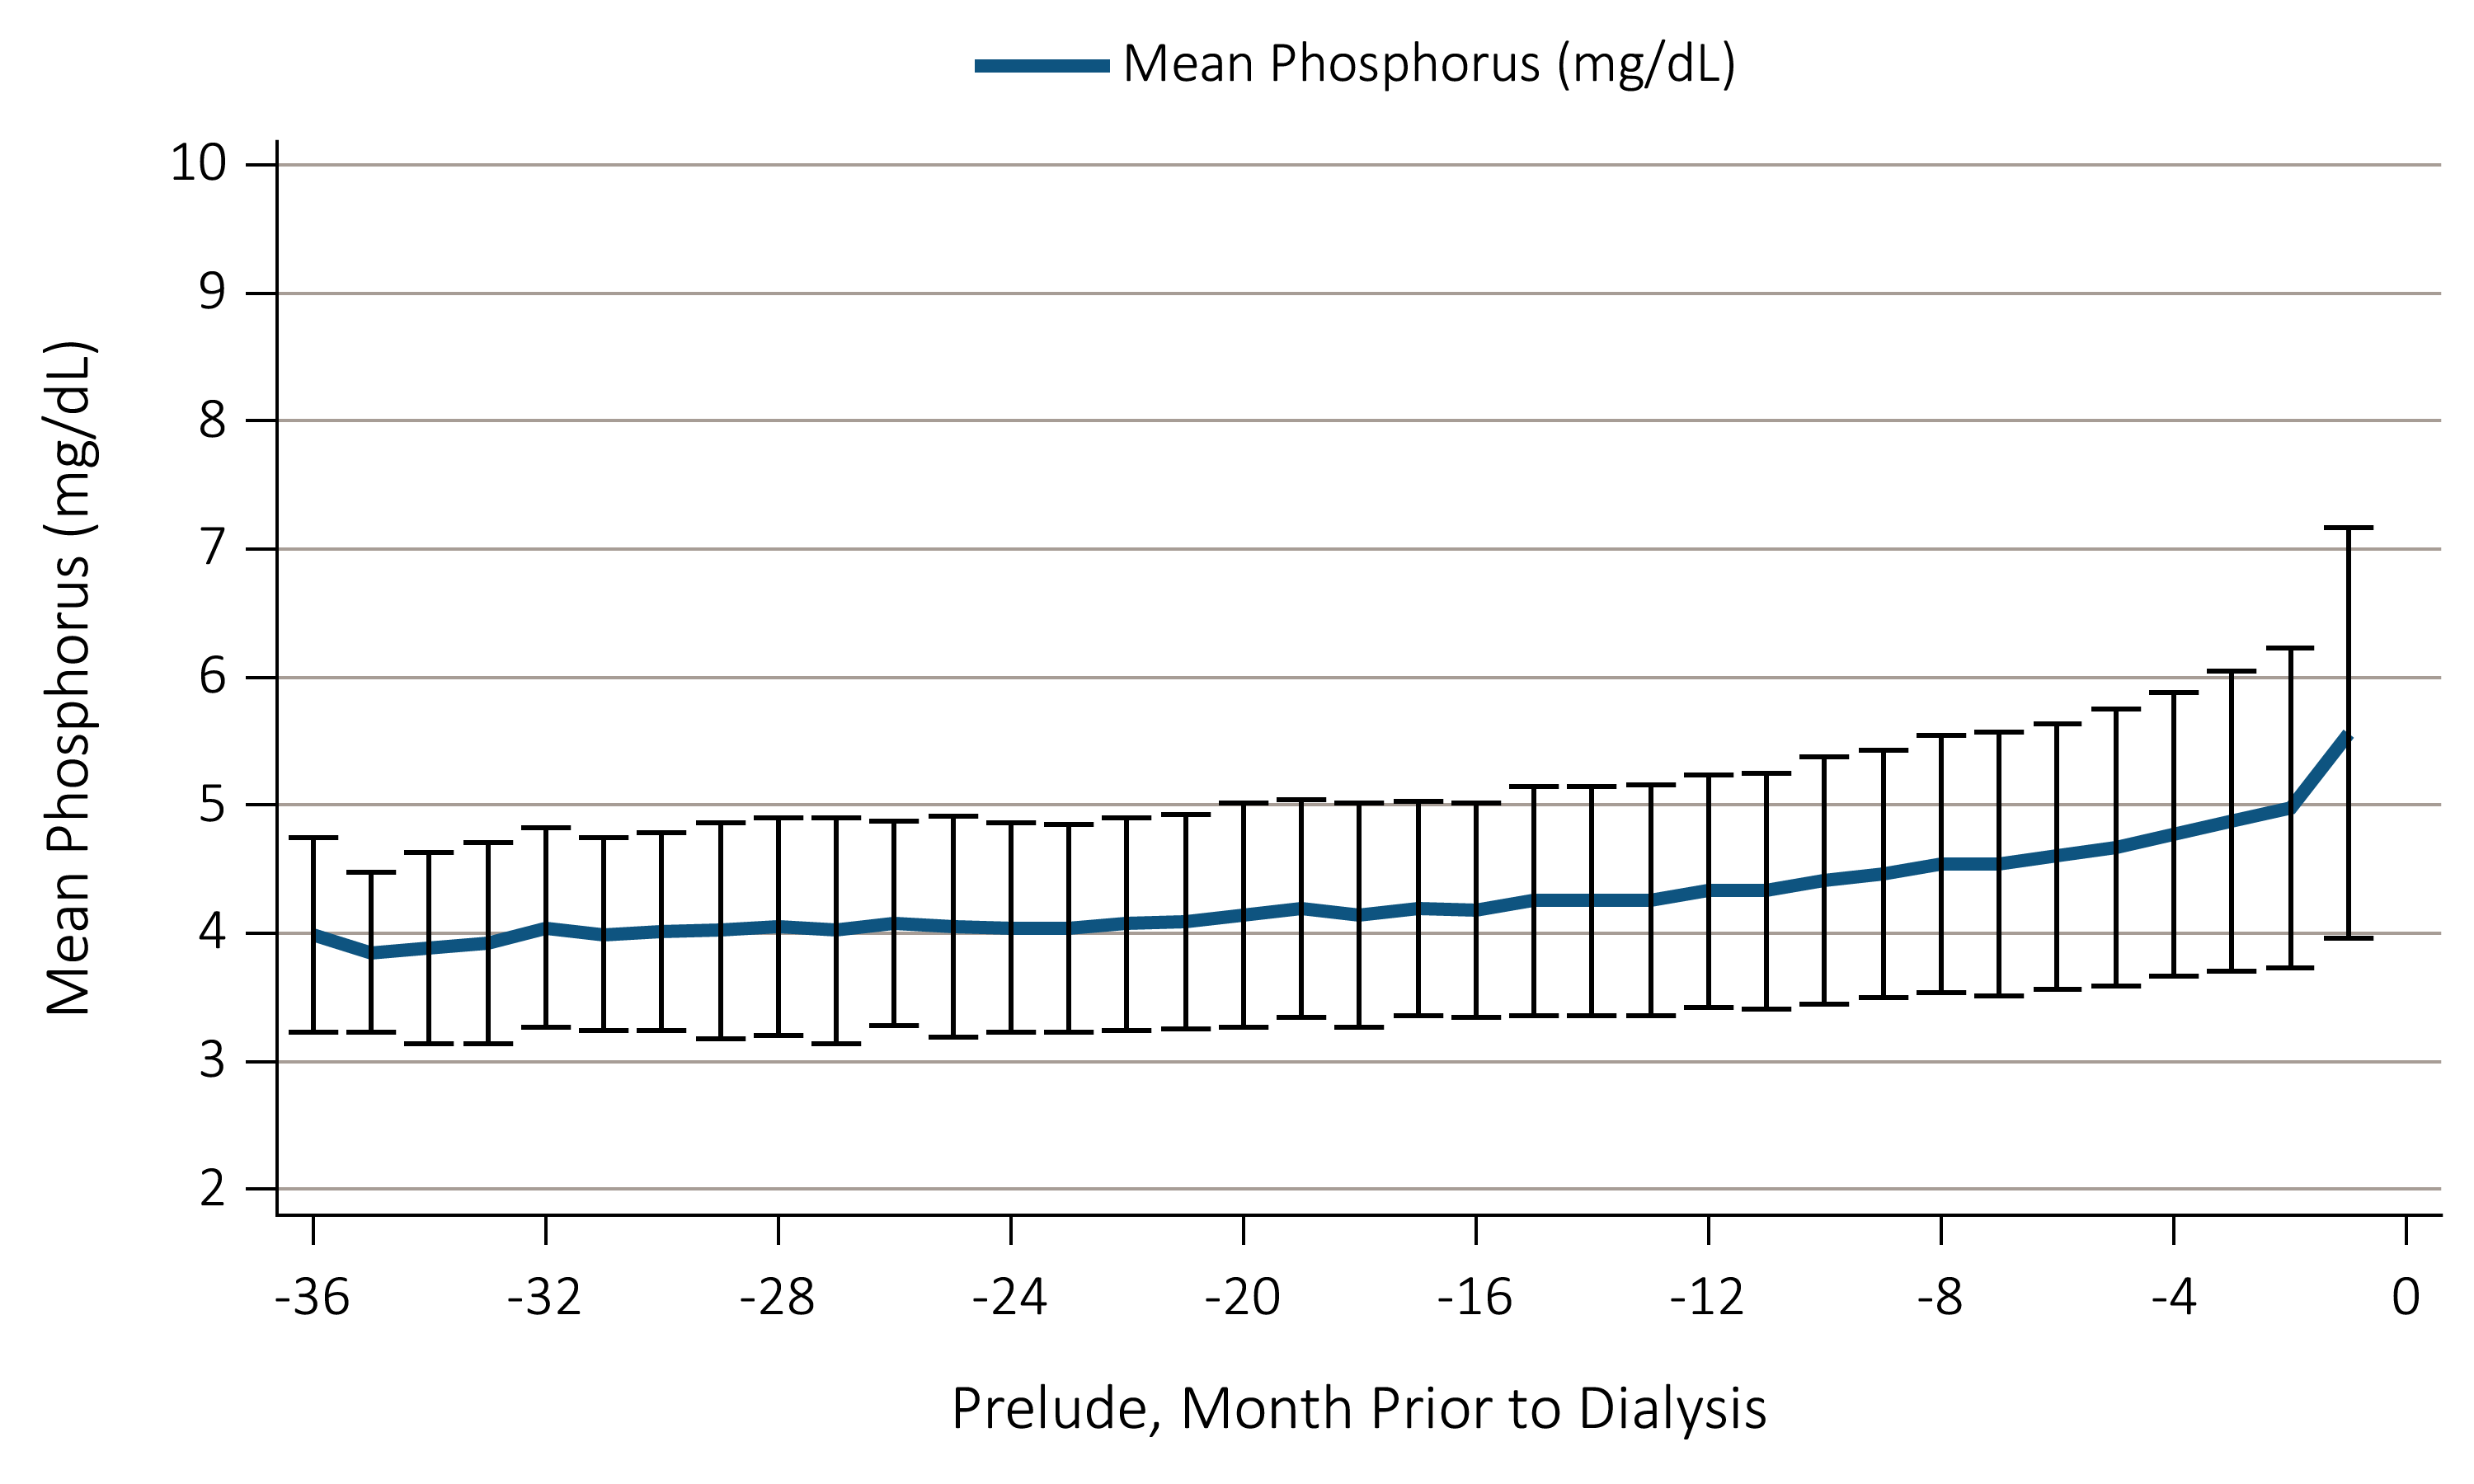 Mean Phosphorus (mg/dL)
10
9
8
7
6
5
4
3
2
Mean Phosphorus (mg/dL)
-36 -32 -28 -24 -20 -16 -12 -8 -4 0
Prelude, Month Prior to Dialysis